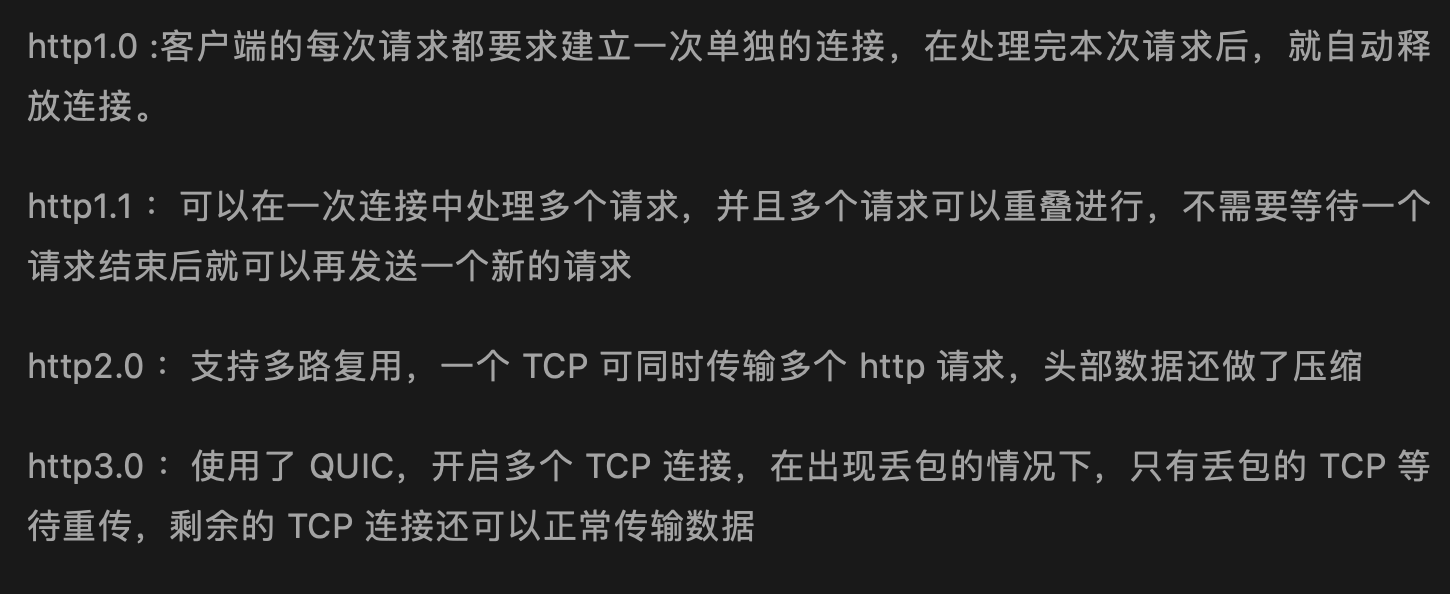 http1.0 :客户端的每次请求都要求建立一次单独的连接，在处理完本次请求后，就自动释
放连接。
http1.1 ：可以在一次连接中处理多个请求，并且多个请求可以重叠进行，不需要等待一个
请求结束后就可以再发送一个新的请求
http2.0 ：支持多路复用，一个 TCP 可同时传输多个 http 请求，头部数据还做了压缩
http3.0 ：使用了 QUIC，开启多个 TCP 连接，在出现丢包的情况下，只有丢包的 TCP 等
待重传，剩余的 TCP 连接还可以正常传输数据